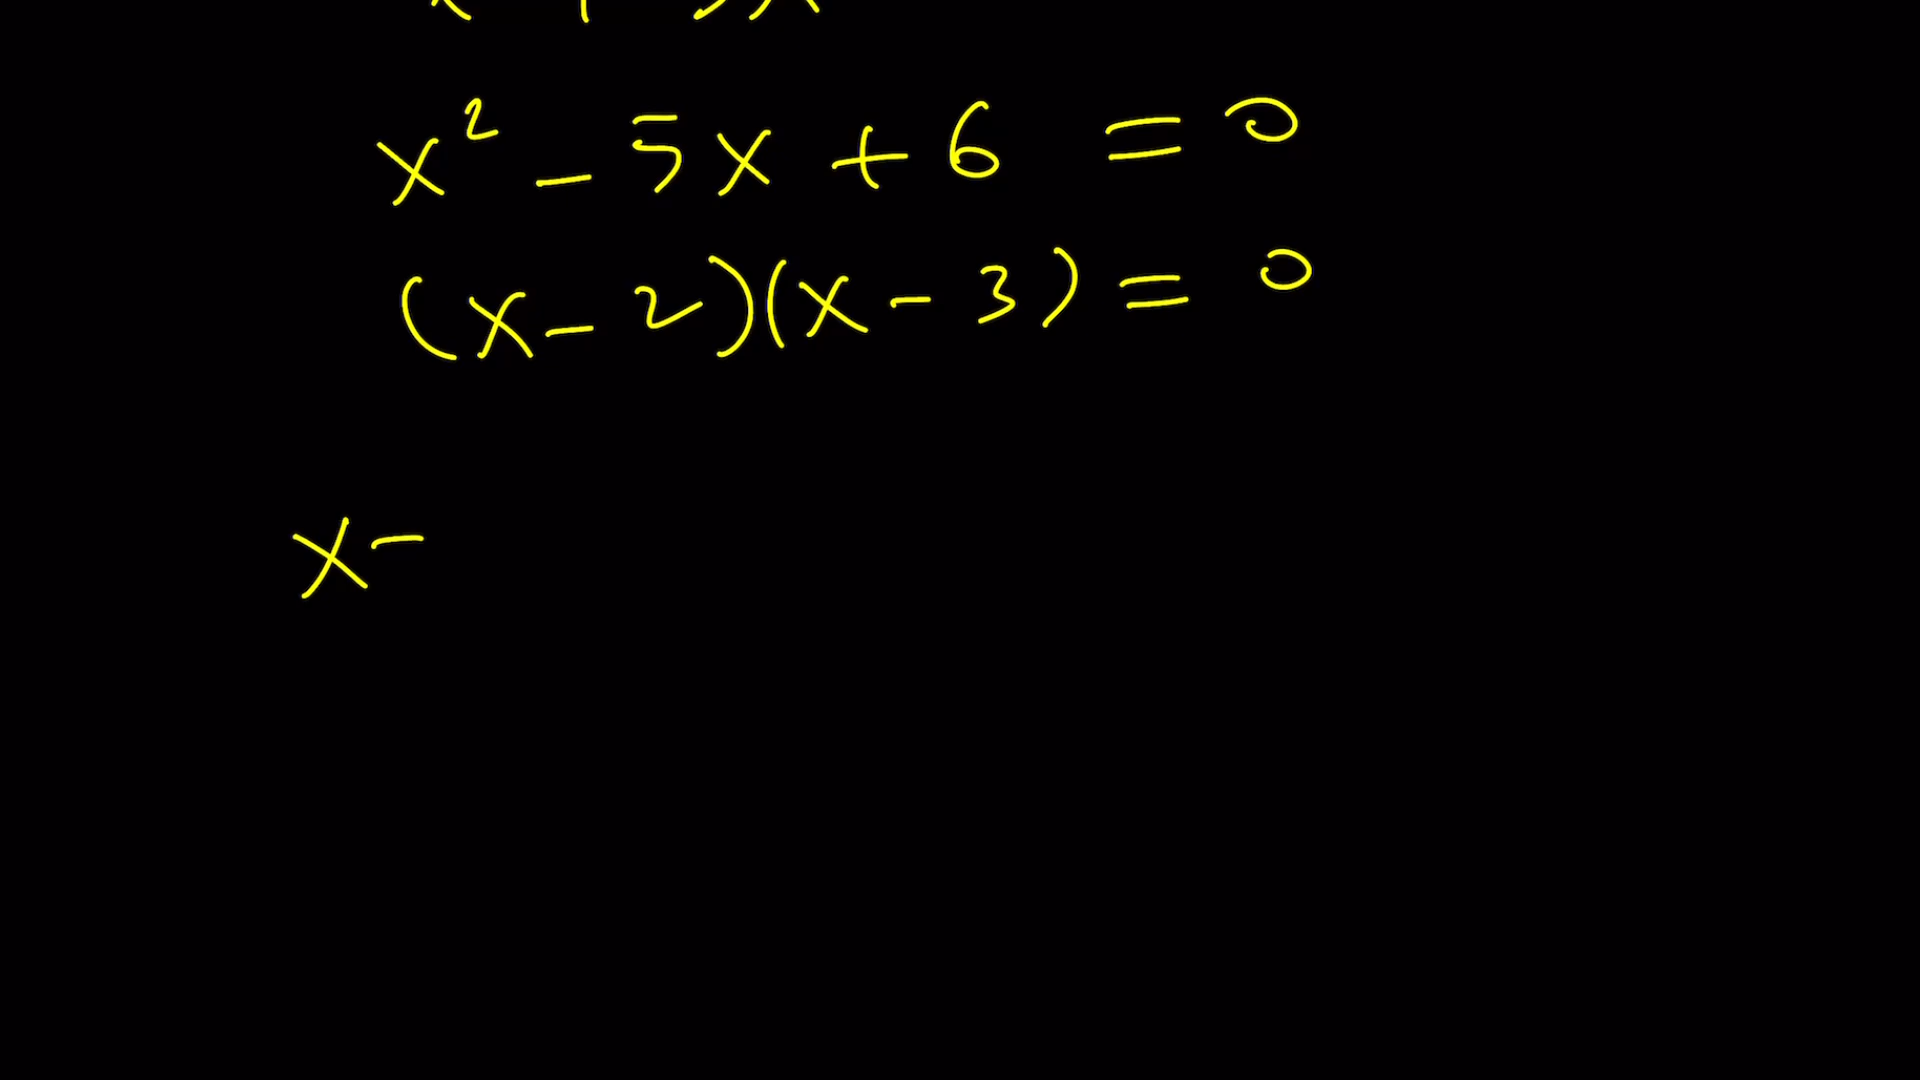 x² - 5x + 6 = 0
(x - 2)(x - 3) = 0
x -